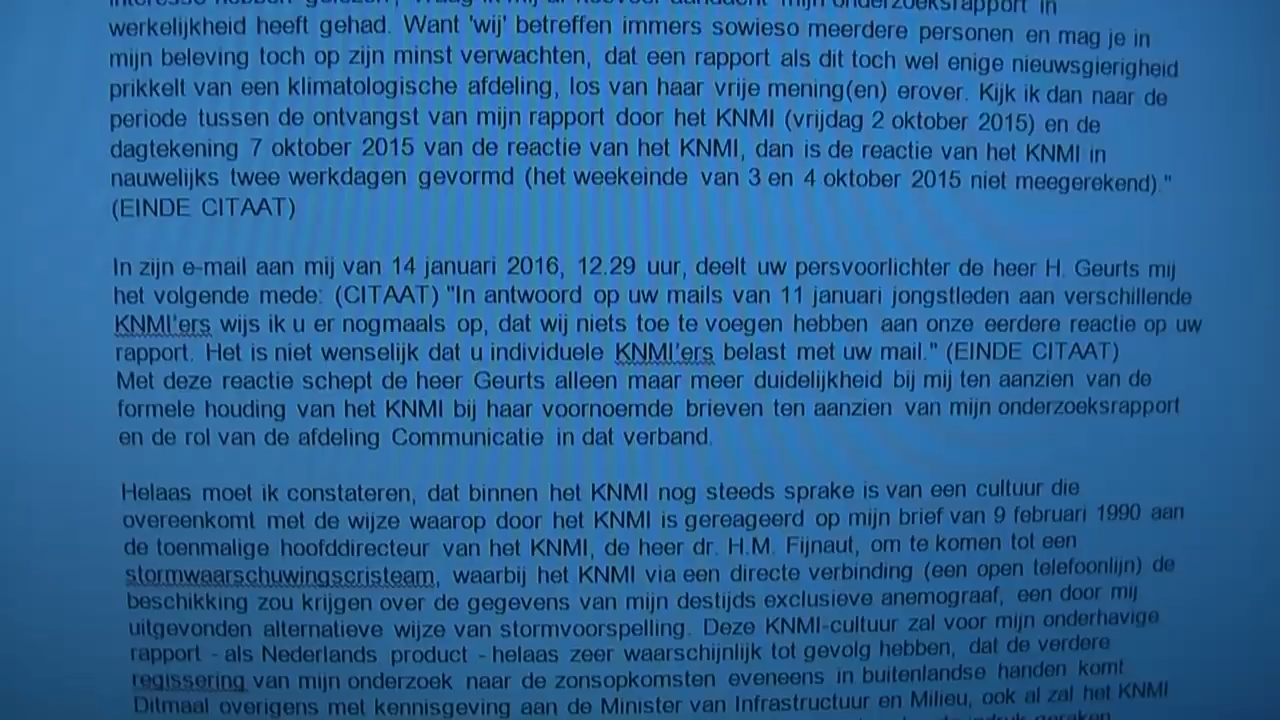 werkelijkheid heeft gehad. Want 'wij' betreffen immers sowieso meerdere personen en mag je in
mijn beleving toch op zijn minst verwachten, dat een rapport als dit toch wel enige nieuwsgierigheid
prikkelt van een klimatologische afdeling, los van haar vrije mening(en) erover. Kijk ik dan naar de
periode tussen de ontvangst van mijn rapport door het KNMI (vrijdag 2 oktober 2015) en de
dagtekening 7 oktober 2015 van de reactie van het KNMI, dan is de reactie van het KNMI in
nauwelijks twee werkdagen gevormd (het weekeinde van 3 en 4 oktober 2015 niet meegerekend)."
(EINDE CITAAT)
In zijn e-mail aan mij van 14 januari 2016, 12.29 uur, deelt uw persvoorlichter de heer H. Geurts mij
het volgende mede: (CITAAT) "In antwoord op uw mails van 11 januari jongstleden aan verschillende
KNMI'ers wijs ik u er nogmaals op, dat wij niets toe te voegen hebben aan onze eerdere reactie op uw
rapport. Het is niet wenselijk dat u individuele KNMI'ers belast met uw mail." (EINDE CITAAT)
Met deze reactie schept de heer Geurts alleen maar meer duidelijkheid bij mij ten aanzien van de
formele houding van het KNMI bij haar voornoemde brieven ten aanzien van mijn onderzoeksrapport
en de rol van de afdeling Communicatie in dat verband.
Helaas moet ik constateren, dat binnen het KNMI nog steeds sprake is van een cultuur die
overeenkomt met de wijze waarop door het KNMI is gereageerd op mijn brief van 9 februari 1990 aan
de toenmalige hoofddirecteur van het KNMI, de heer dr. H.M. Fijnaut, om te komen tot een
stormwaarschuwingscristeam, waarbij het KNMI via een directe verbinding (een open telefoonlijn) de
beschikking zou krijgen over de gegevens van mijn destijds exclusieve anemograaf, een door mij
uitgevonden alternatieve wijze van stormvoorspelling. Deze KNMI-cultuur zal voor mijn onderhavige
rapport - als Nederlands product - helaas zeer waarschijnlijk tot gevolg hebben, dat de verdere
regissering van mijn onderzoek naar de zonsopkomsten eveneens in buitenlandse handen komt
Ditmaal overigens met kennisgeving aan de Minister van Infrastructuur en Milieu, ook al zal het KNMI